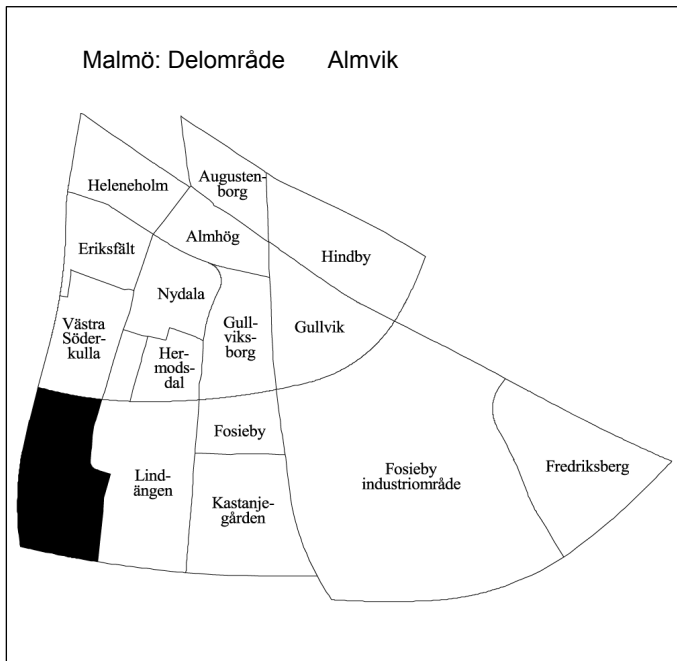 Malmö: Delområde Almvik
Augusten-
borg
Heleneholm
Almhög
Eriksfält
Hindby
Nydala
Västra
Söder-
kulla
Gull-
viks-
borg
Gullvik
Her-
mods-
dal
Fosieby
Lind-
ängen
Fosieby
industriområde
Fredriksberg
Kastanje-
gården